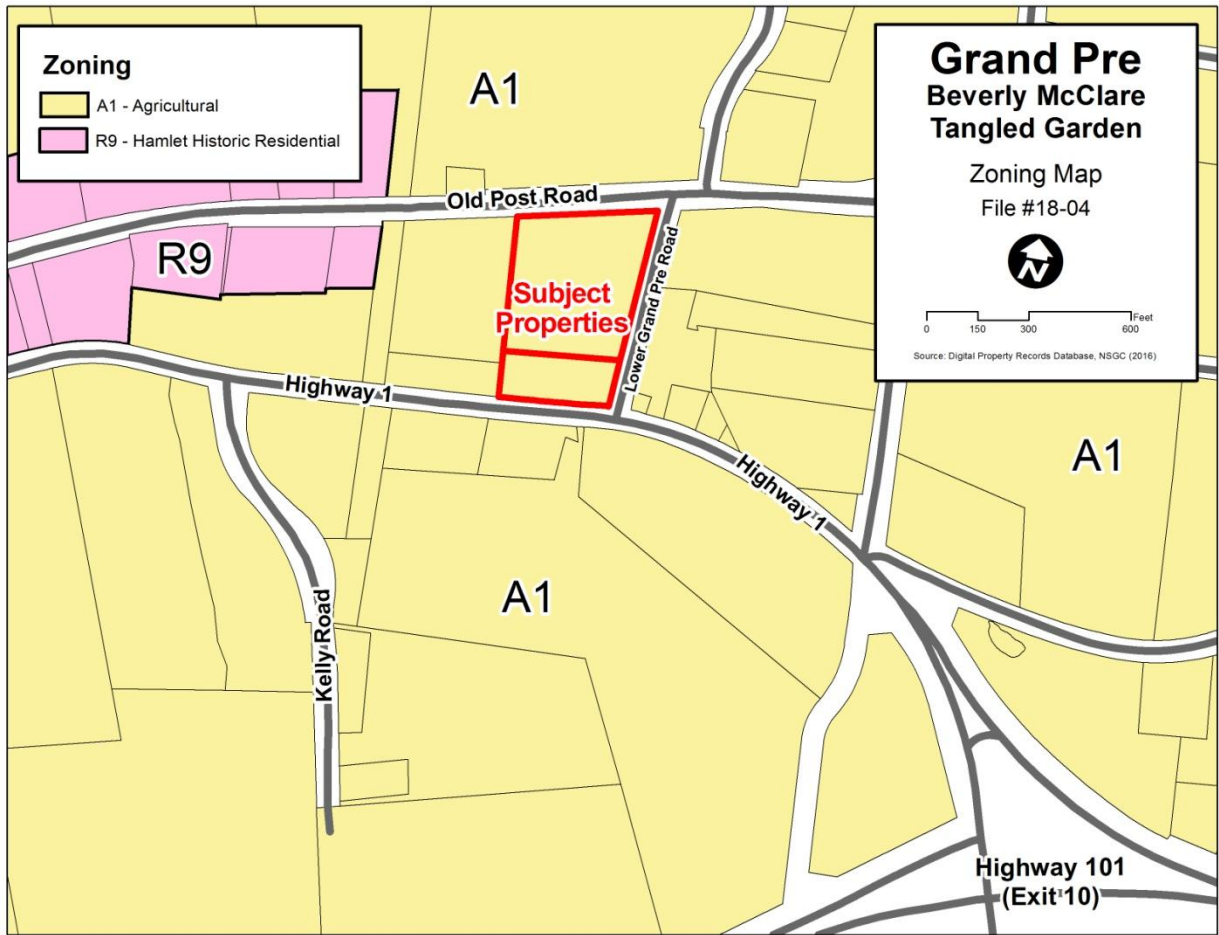 Zoning
A1 - Agricultural
R9 - Hamlet Historic Residential
Grand Pre
Beverly McClare
Tangled Garden
Zoning Map
File #18-04
N
0 150 300 600 Feet
Source: Digital Property Records Database, NSGC (2016)
A1
Old Post Road
R9
Subject
Properties
Lower Grand Pre Road
Highway 1
Highway 1
A1
A1
Kelly Road
Highway 101
(Exit 10)